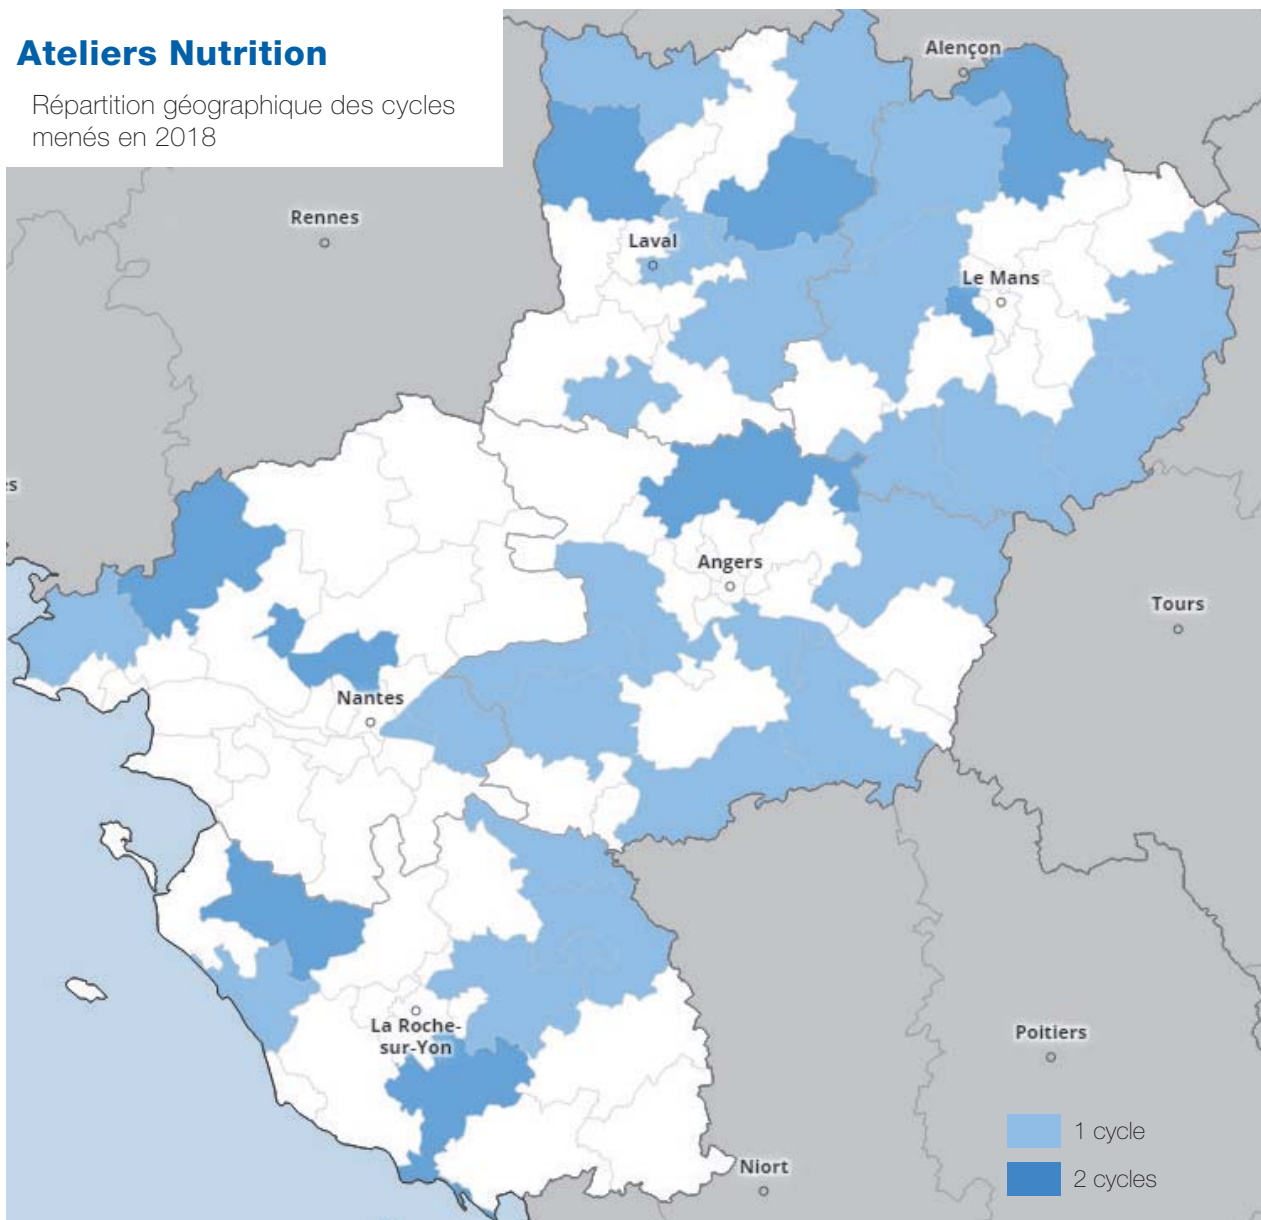 Ateliers Nutrition
Répartition géographique des cycles
menés en 2018
Alençon
Rennes
Laval
Le Mans
Angers
Tours
Nantes
La Roche-
sur-Yon
Poitiers
Niort
1 cycle
2 cycles